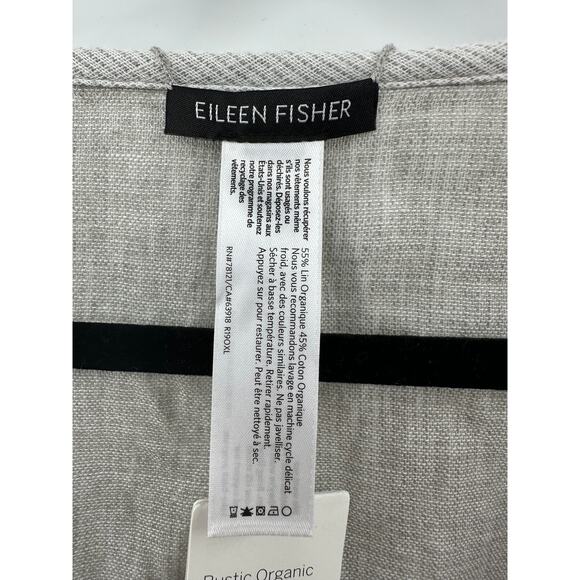 EILEEN FISHER
Nous voulons récupérer
nos vêtements même
s'ils sont usagés ou
déchirés. Déposez-les
dans nos magasins aux
Etats-Unis et soutenez
notre programme de
recyclage des
vêtements.
55% Lin Organique 45% Coton Organique
Nous vous recommandons lavage en machine cycle délicat
froid, avec des couleurs similaires. Ne pas javelliser.
Sécher à basse température. Retirer rapidement.
Appuyez sur pour restaurer. Peut être nettoyé à sec.
RN#78121/CA#63918 R19OXL
Rustic Organic